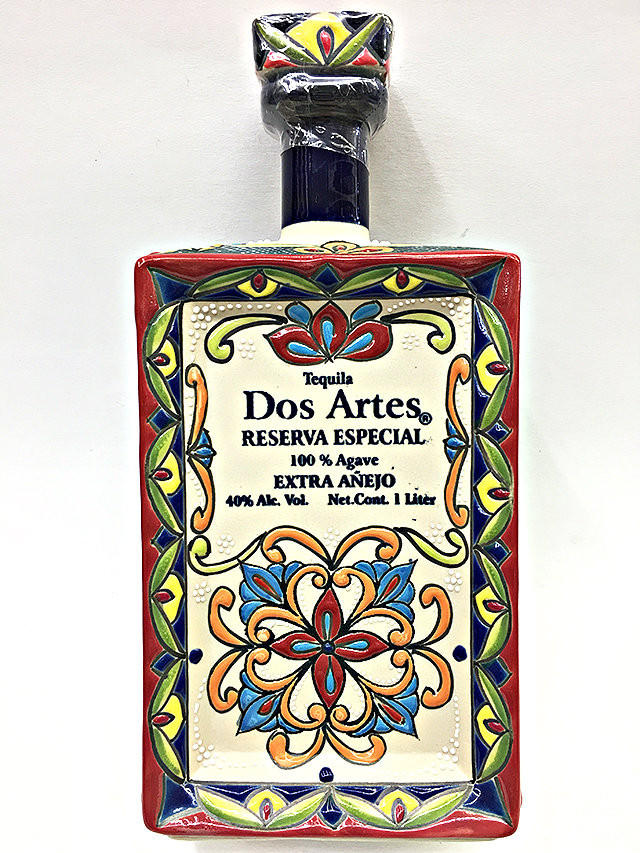 Tequila
Dos Artes®
RESERVA ESPECIAL
100 % Agave
EXTRA AÑEJO
40% Alc. Vol. Net.Cont. 1 Liter